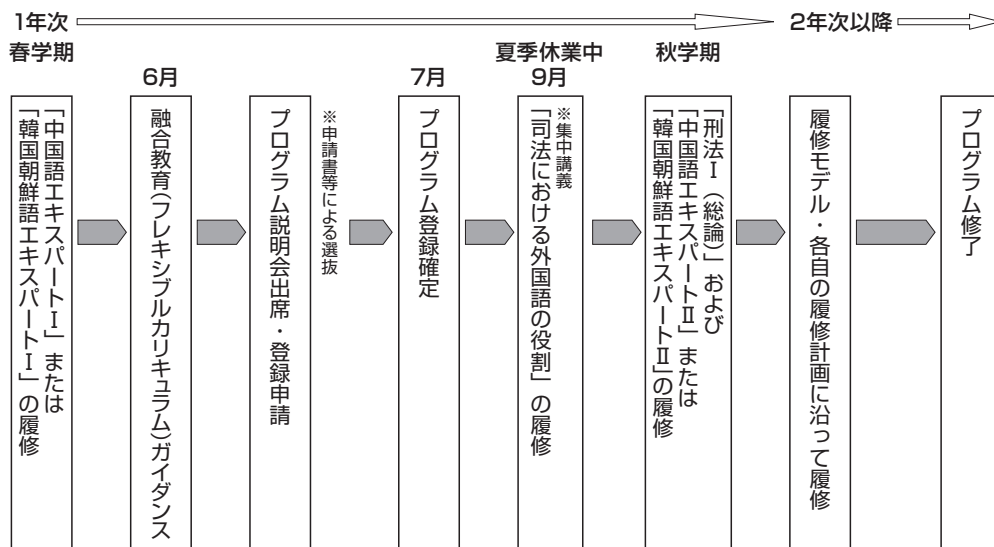 1年次
2年次以降
春学期
「中国語エキスパートⅠ」または
「韓国朝鮮語エキスパートⅠ」の履修
6月
融合教育(フレキシブルカリキュラム)ガイダンス
プログラム説明会出席・登録申請
※申請書等による選抜
7月
プログラム登録確定
夏季休業中
9月
※集中講義
「司法における外国語の役割」の履修
秋学期
「刑法Ⅰ（総論）」および
「中国語エキスパートⅡ」または
「韓国朝鮮語エキスパートⅡ」の履修
履修モデル・各自の履修計画に沿って履修
プログラム修了